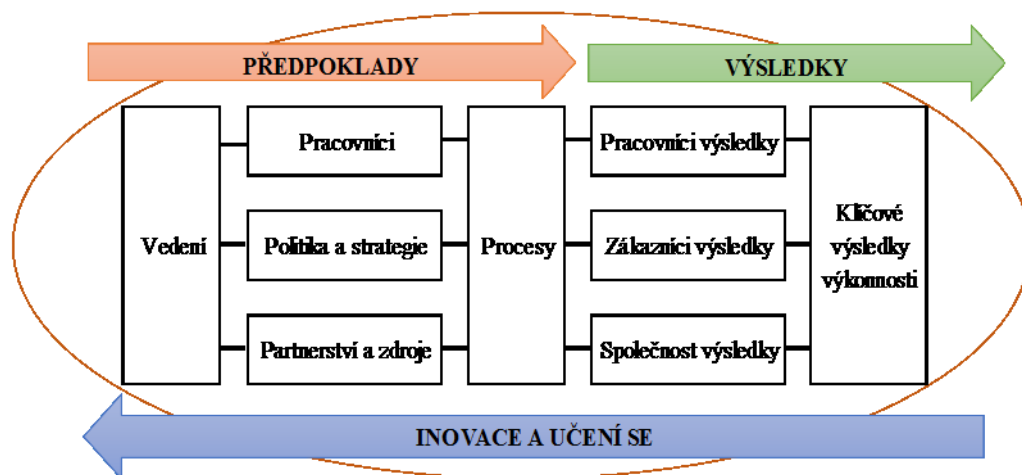 PŘEDPOKLADY
VÝSLEDKY
Vedení
Pracovníci
Politika a strategie
Partnerství a zdroje
Procesy
Pracovníci výsledky
Zákazníci výsledky
Společnost výsledky
Klíčové
výsledky
výkonnosti
INOVACE A UČENÍ SE